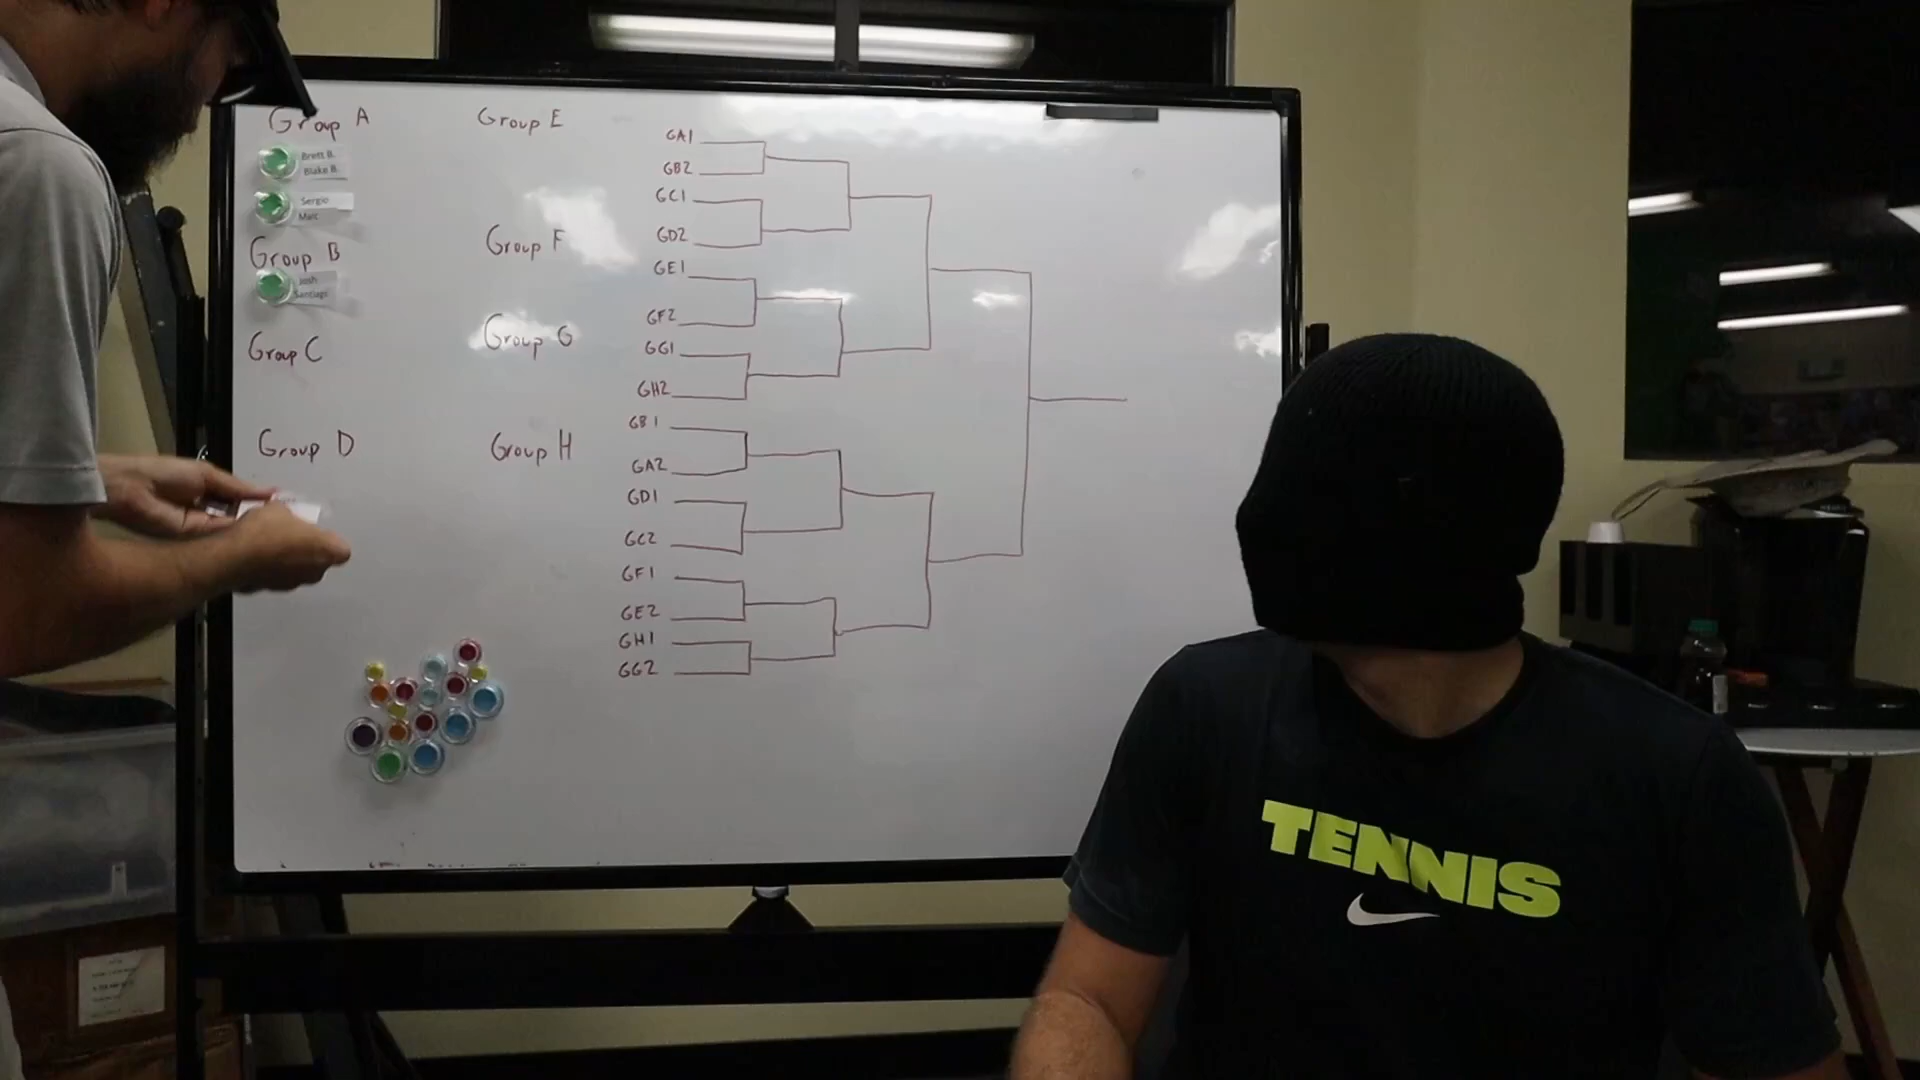 Group A
Brett B.
Blake B.
Sergio
Marc
Group B
Josh
Santiago
Group C
Group D
Group E
Group F
Group G
Group H
GA1
GB2
GC1
GD2
GE1
GF2
GG1
GH2
GB1
GA2
GD1
GC2
GF1
GE2
GH1
GG2
TENNIS